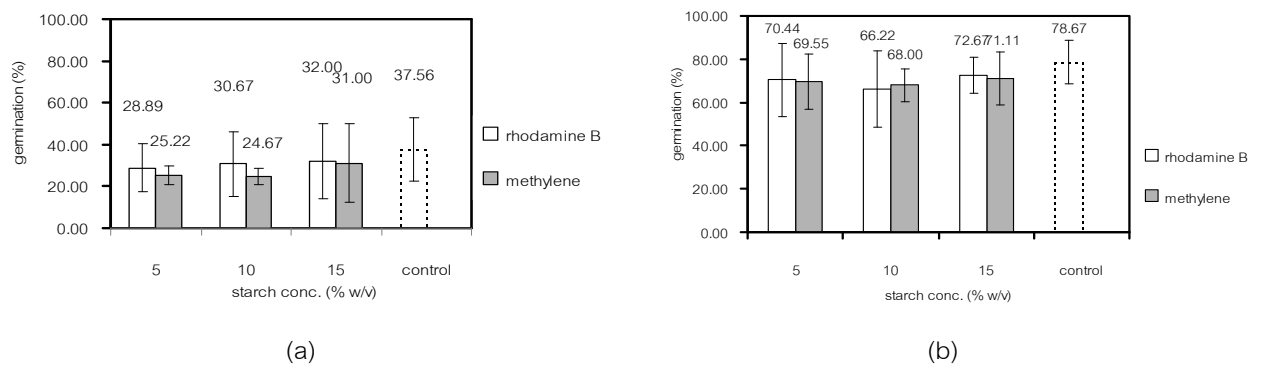 100.00
80.00
60.00
40.00
20.00
0.00
germination (%)
28.89
25.22
30.67
24.67
32.00
31.00
37.56
5 10 15 control
starch conc. (% w/v)
rhodamine B
methylene
(a)
100.00
80.00
60.00
40.00
20.00
0.00
germination (%)
70.44
69.55
66.22
68.00
72.67
71.11
78.67
5 10 15 control
starch conc. (% w/v)
rhodamine B
methylene
(b)